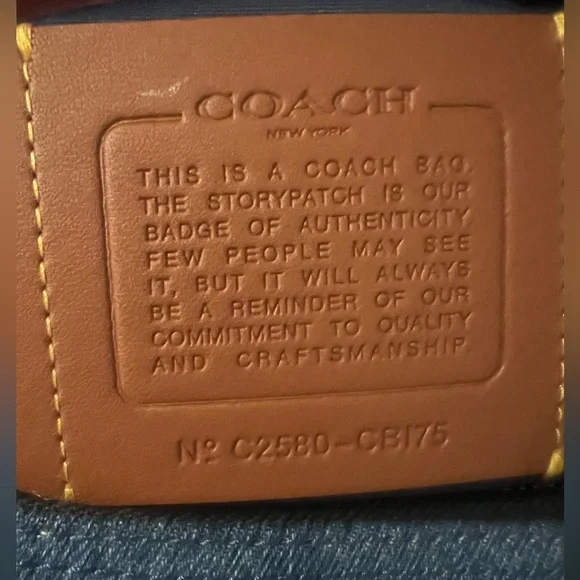 COACH
NEW YORK
THIS IS A COACH BAG.
THE STORYPATCH IS OUR
BADGE OF AUTHENTICITY
FEW PEOPLE MAY SEE
IT, BUT IT WILL ALWAYS
BE A REMINDER OF OUR
COMMITMENT TO QUALITY
AND CRAFTSMANSHIP.
Nº C2580-CB175